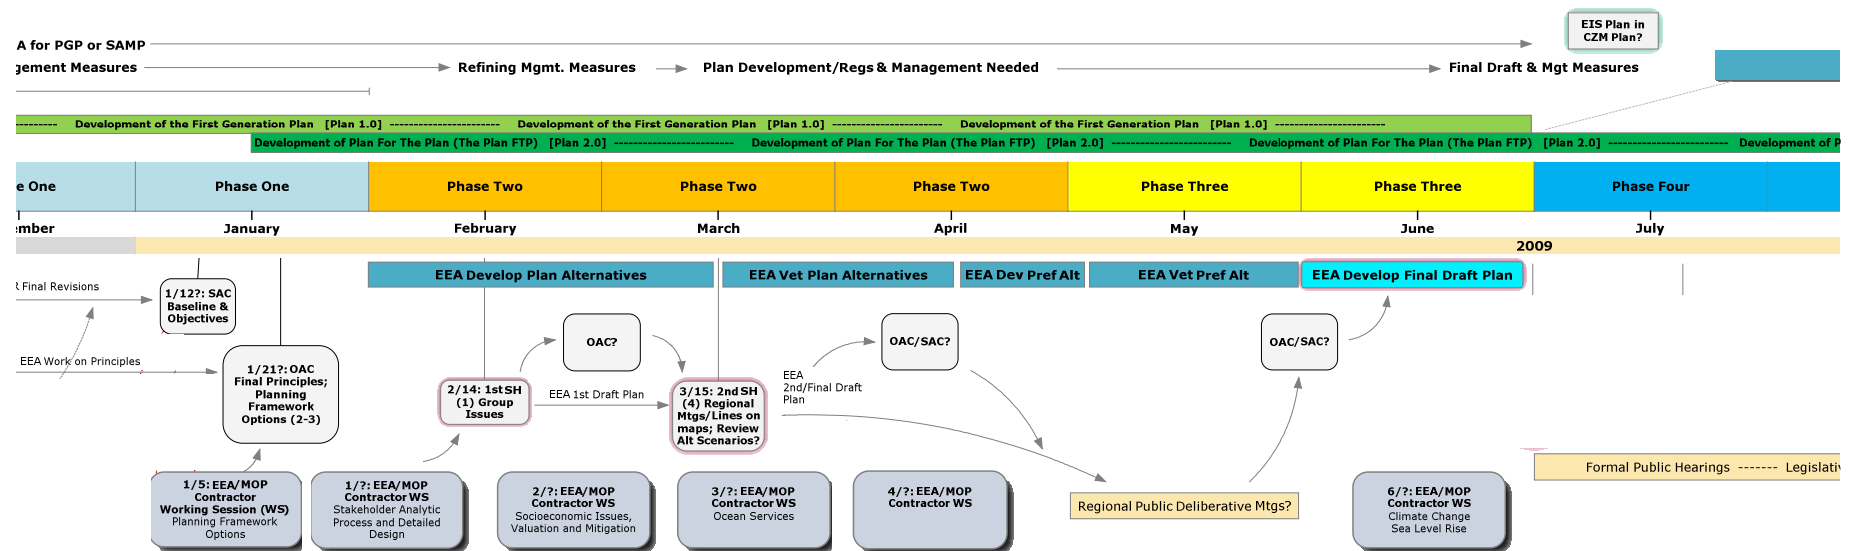 EIS Plan in
CZM Plan?
A for PGP or SAMP
gement Measures
Refining Mgmt. Measures
Plan Development/Regs & Management Needed
Final Draft & Mgt Measures
---------- Development of the First Generation Plan [Plan 1.0] ----------------------- Development of the First Generation Plan [Plan 1.0] ----------------------- Development of the First Generation Plan [Plan 1.0] -----------------------
Development of Plan For The Plan (The Plan FTP) [Plan 2.0] ------------------------- Development of Plan For The Plan (The Plan FTP) [Plan 2.0] ------------------------- Development of Plan For The Plan (The Plan FTP) [Plan 2.0] ------------------------- Development of P
e One
Phase One
Phase Two
Phase Two
Phase Two
Phase Three
Phase Three
Phase Four
ember
January
February
March
April
May
June
July
2009
EEA Develop Plan Alternatives
EEA Vet Plan Alternatives
EEA Dev Pref Alt
EEA Vet Pref Alt
EEA Develop Final Draft Plan
R Final Revisions
1/12?: SAC
Baseline &
Objectives
EEA Work on Principles
1/21?: OAC
Final Principles;
Planning
Framework
Options (2-3)
OAC?
2/14: 1st SH
(1) Group
Issues
EEA 1st Draft Plan
3/15: 2nd SH
(4) Regional
Mtgs/Lines on
maps; Review
Alt Scenarios?
EEA
2nd/Final Draft
Plan
OAC/SAC?
OAC/SAC?
Formal Public Hearings ------- Legislativ
1/5: EEA/MOP
Contractor
Working Session (WS)
Planning Framework
Options
1/?: EEA/MOP
Contractor WS
Stakeholder Analytic
Process and Detailed
Design
2/?: EEA/MOP
Contractor WS
Socioeconomic Issues,
Valuation and Mitigation
3/?: EEA/MOP
Contractor WS
Ocean Services
4/?: EEA/MOP
Contractor WS
Regional Public Deliberative Mtgs?
6/?: EEA/MOP
Contractor WS
Climate Change
Sea Level Rise